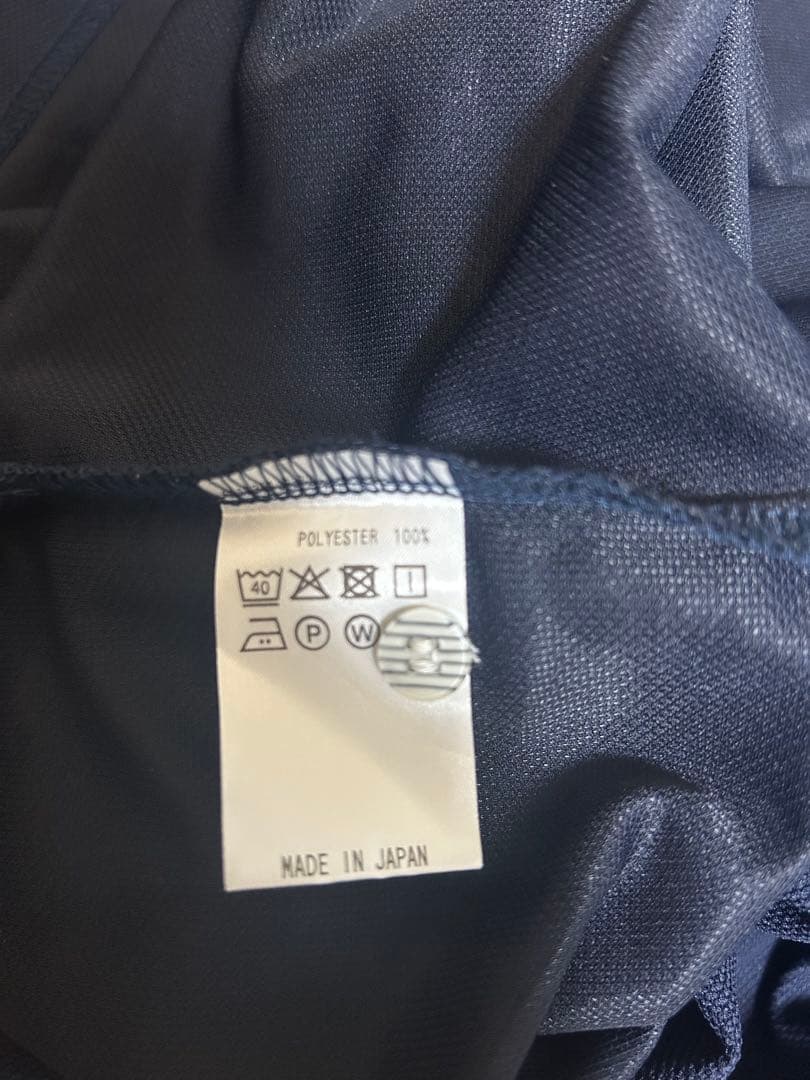 POLYESTER 100%
40
P W
MADE IN JAPAN